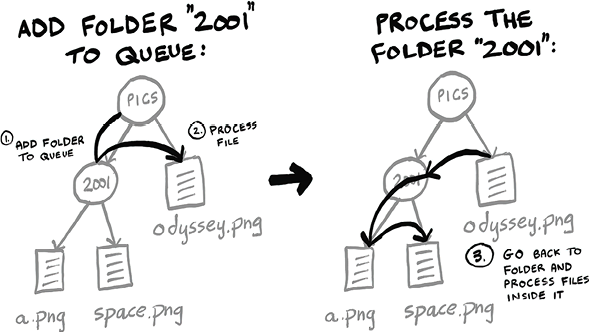 ADD FOLDER "2001"
TO QUEUE:
PICS
1. ADD FOLDER
TO QUEUE
2. PROCESS
FILE
2001
odyssey.png
a.png
space.png
PROCESS THE
FOLDER "2001":
PICS
2001
odyssey.png
3. GO BACK TO
FOLDER AND
PROCESS FILES
INSIDE IT
a.png
space.png